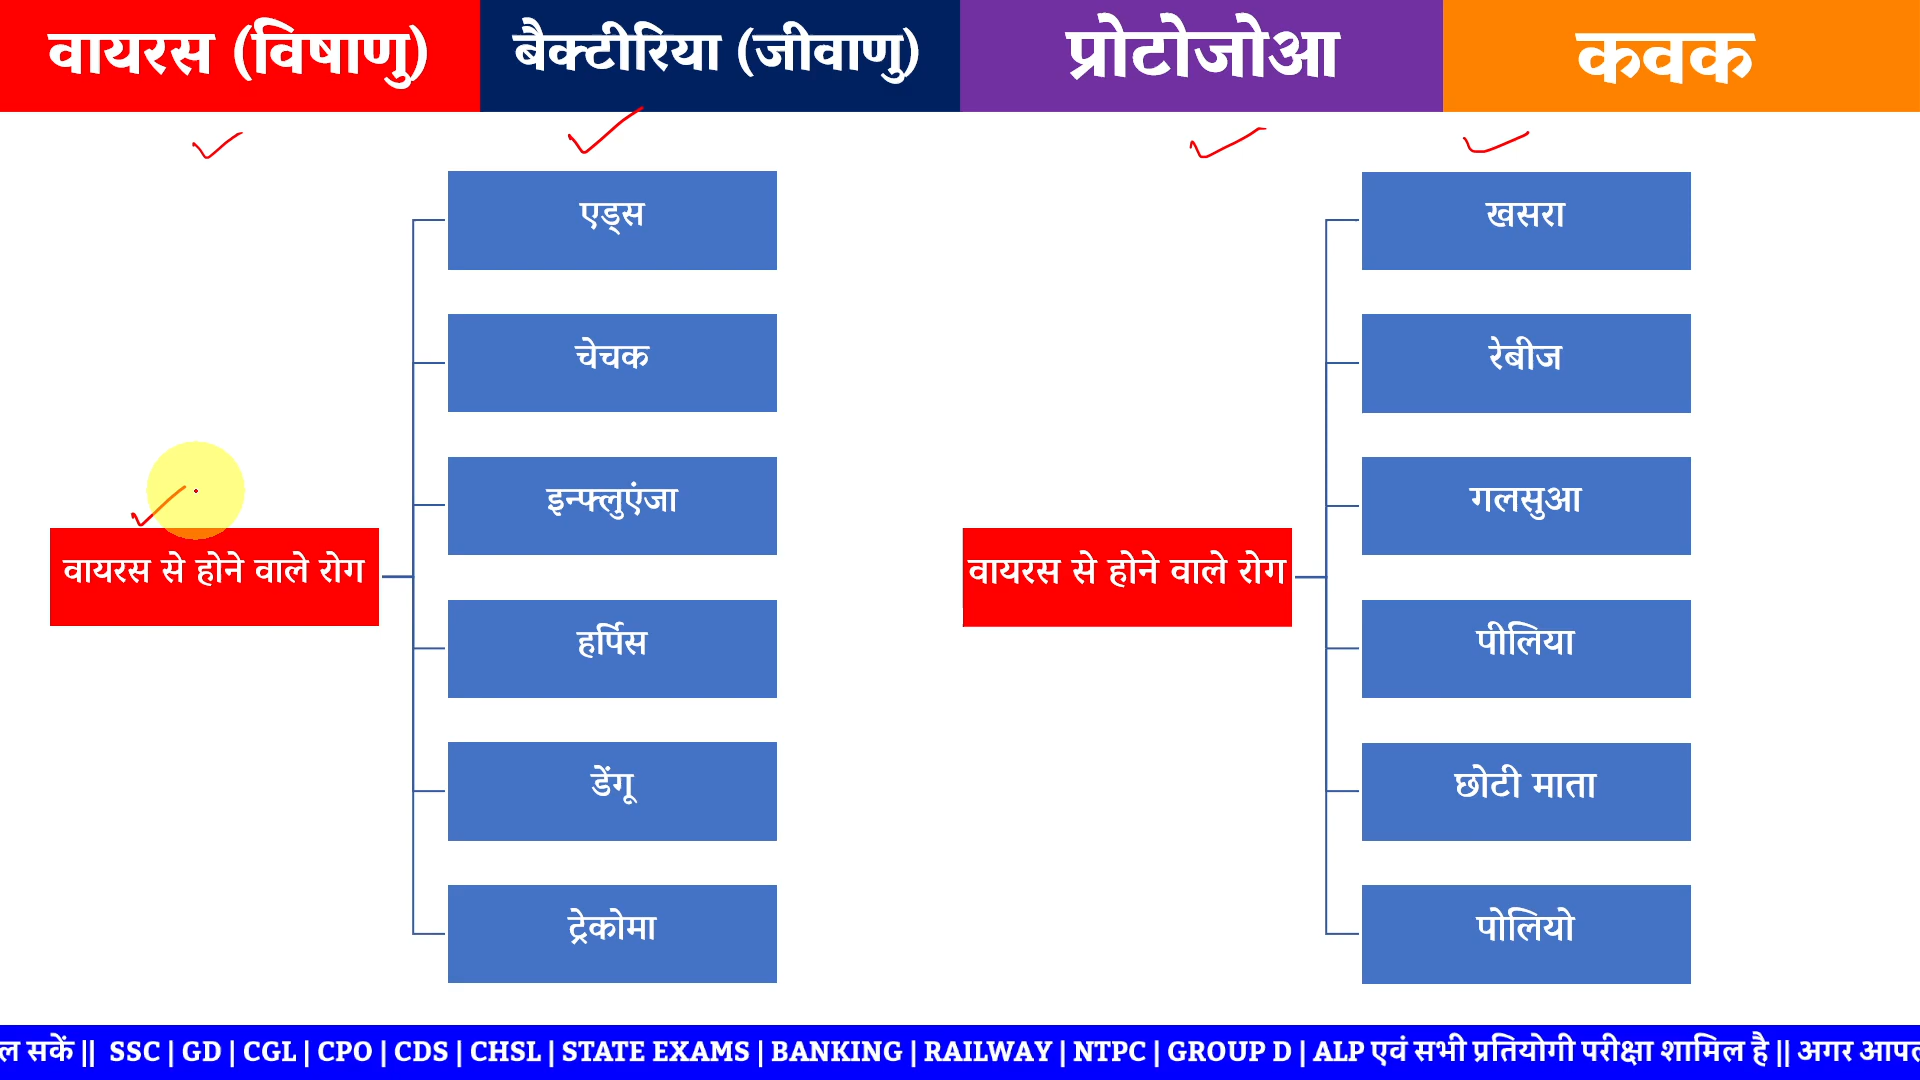 वायरस (विषाणु)
बैक्टीरिया (जीवाणु)
प्रोटोजोआ
कवक
वायरस से होने वाले रोग
एड्स
चेचक
इन्फ्लुएंजा
हर्पिस
डेंगू
ट्रेकोमा
वायरस से होने वाले रोग
खसरा
रेबीज
गलसुआ
पीलिया
छोटी माता
पोलियो
ल सकें || SSC | GD | CGL | CPO | CDS | CHSL | STATE EXAMS | BANKING | RAILWAY | NTPC | GROUP D | ALP एवं सभी प्रतियोगी परीक्षा शामिल है || अगर आपल